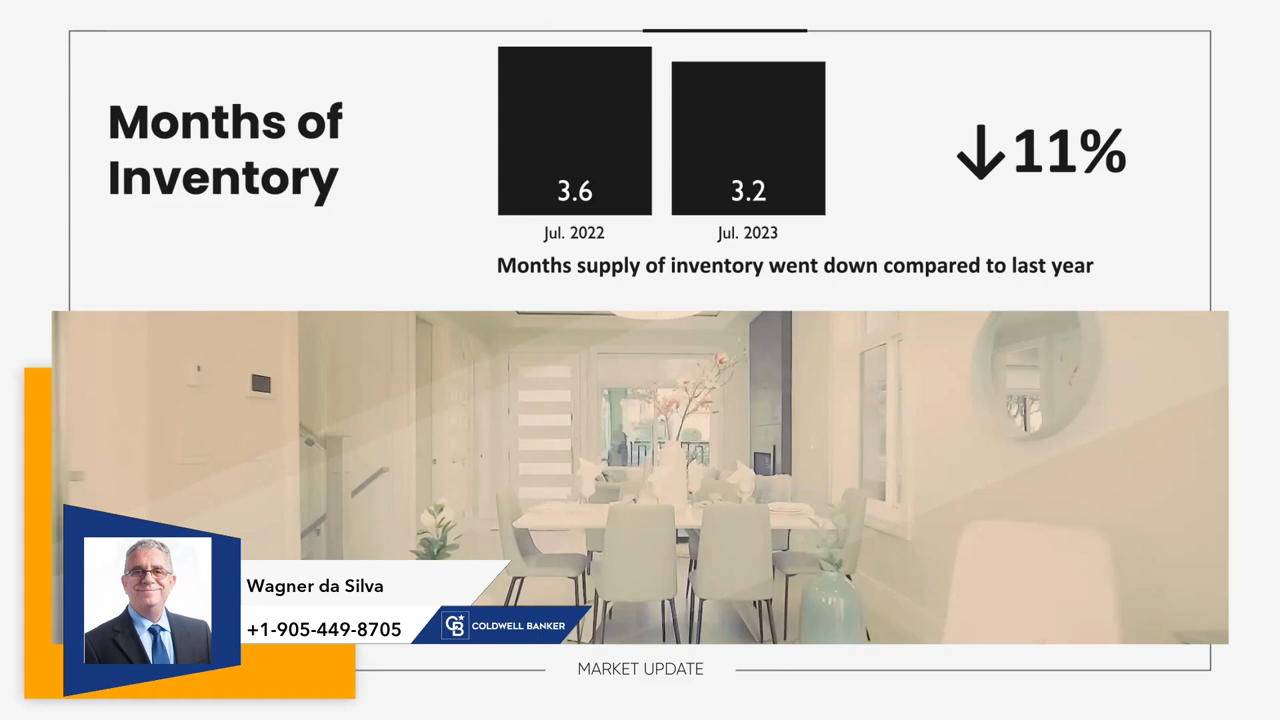 Months of
Inventory
3.6
3.2
Jul. 2022
Jul. 2023
↓11%
Months supply of inventory went down compared to last year
Wagner da Silva
+1-905-449-8705
CB COLDWELL BANKER
MARKET UPDATE